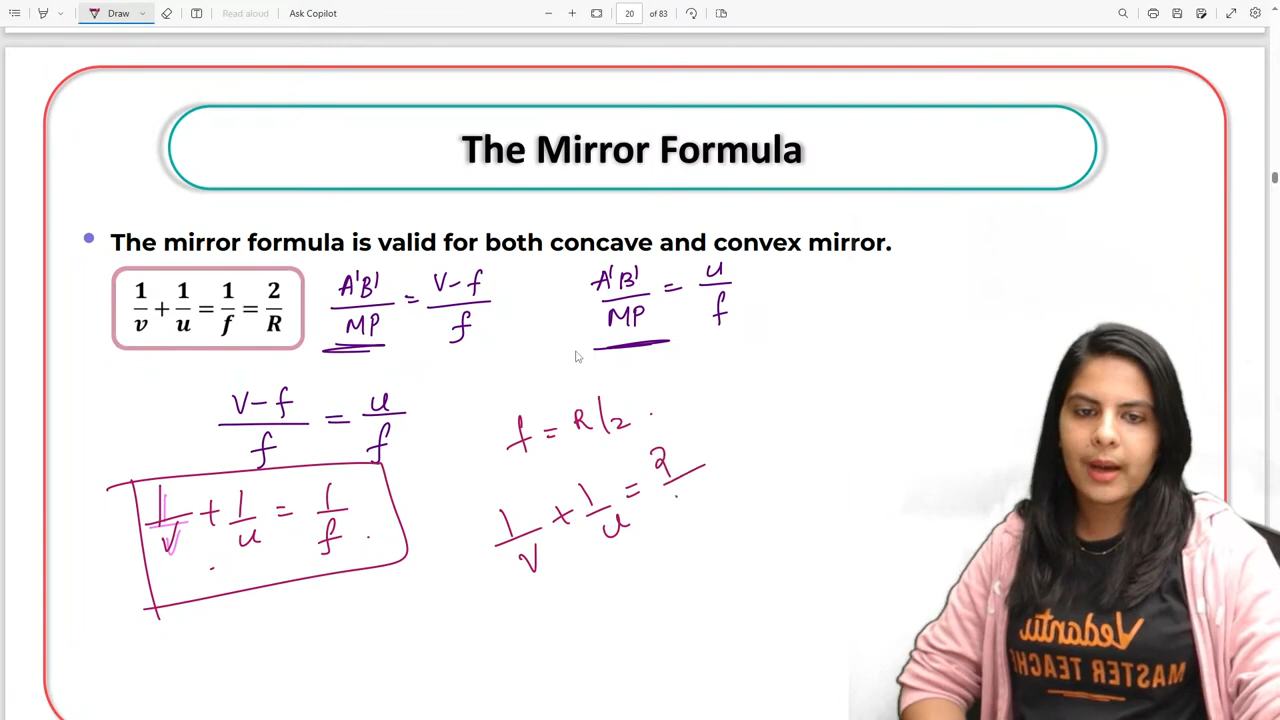 Draw
Read aloud
Ask Copilot
20 of 83
The Mirror Formula
• The mirror formula is valid for both concave and convex mirror.
1/v + 1/u = 1/f = 2/R
A'B'/MP = v-f/f
A'B'/MP = u/f
v-f/f = u/f
f = R/2
1/v + 1/u = 1/f
1/v + 1/u = 2/
Vedantu
MASTER TEACHE